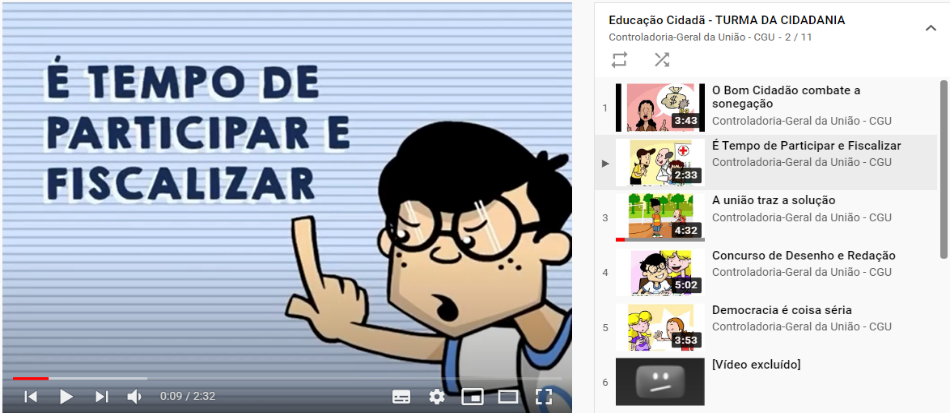 É TEMPO DE
PARTICIPAR E
FISCALIZAR
0:09 / 2:32
Educação Cidadã - TURMA DA CIDADANIA
Controladoria-Geral da União - CGU - 2 / 11
1
3:43
O Bom Cidadão combate a
sonegação
Controladoria-Geral da União - CGU
2:33
É Tempo de Participar e Fiscalizar
Controladoria-Geral da União - CGU
3
4:32
A união traz a solução
Controladoria-Geral da União - CGU
4
5:02
Concurso de Desenho e Redação
Controladoria-Geral da União - CGU
5
3:53
Democracia é coisa séria
Controladoria-Geral da União - CGU
6
[Vídeo excluído]